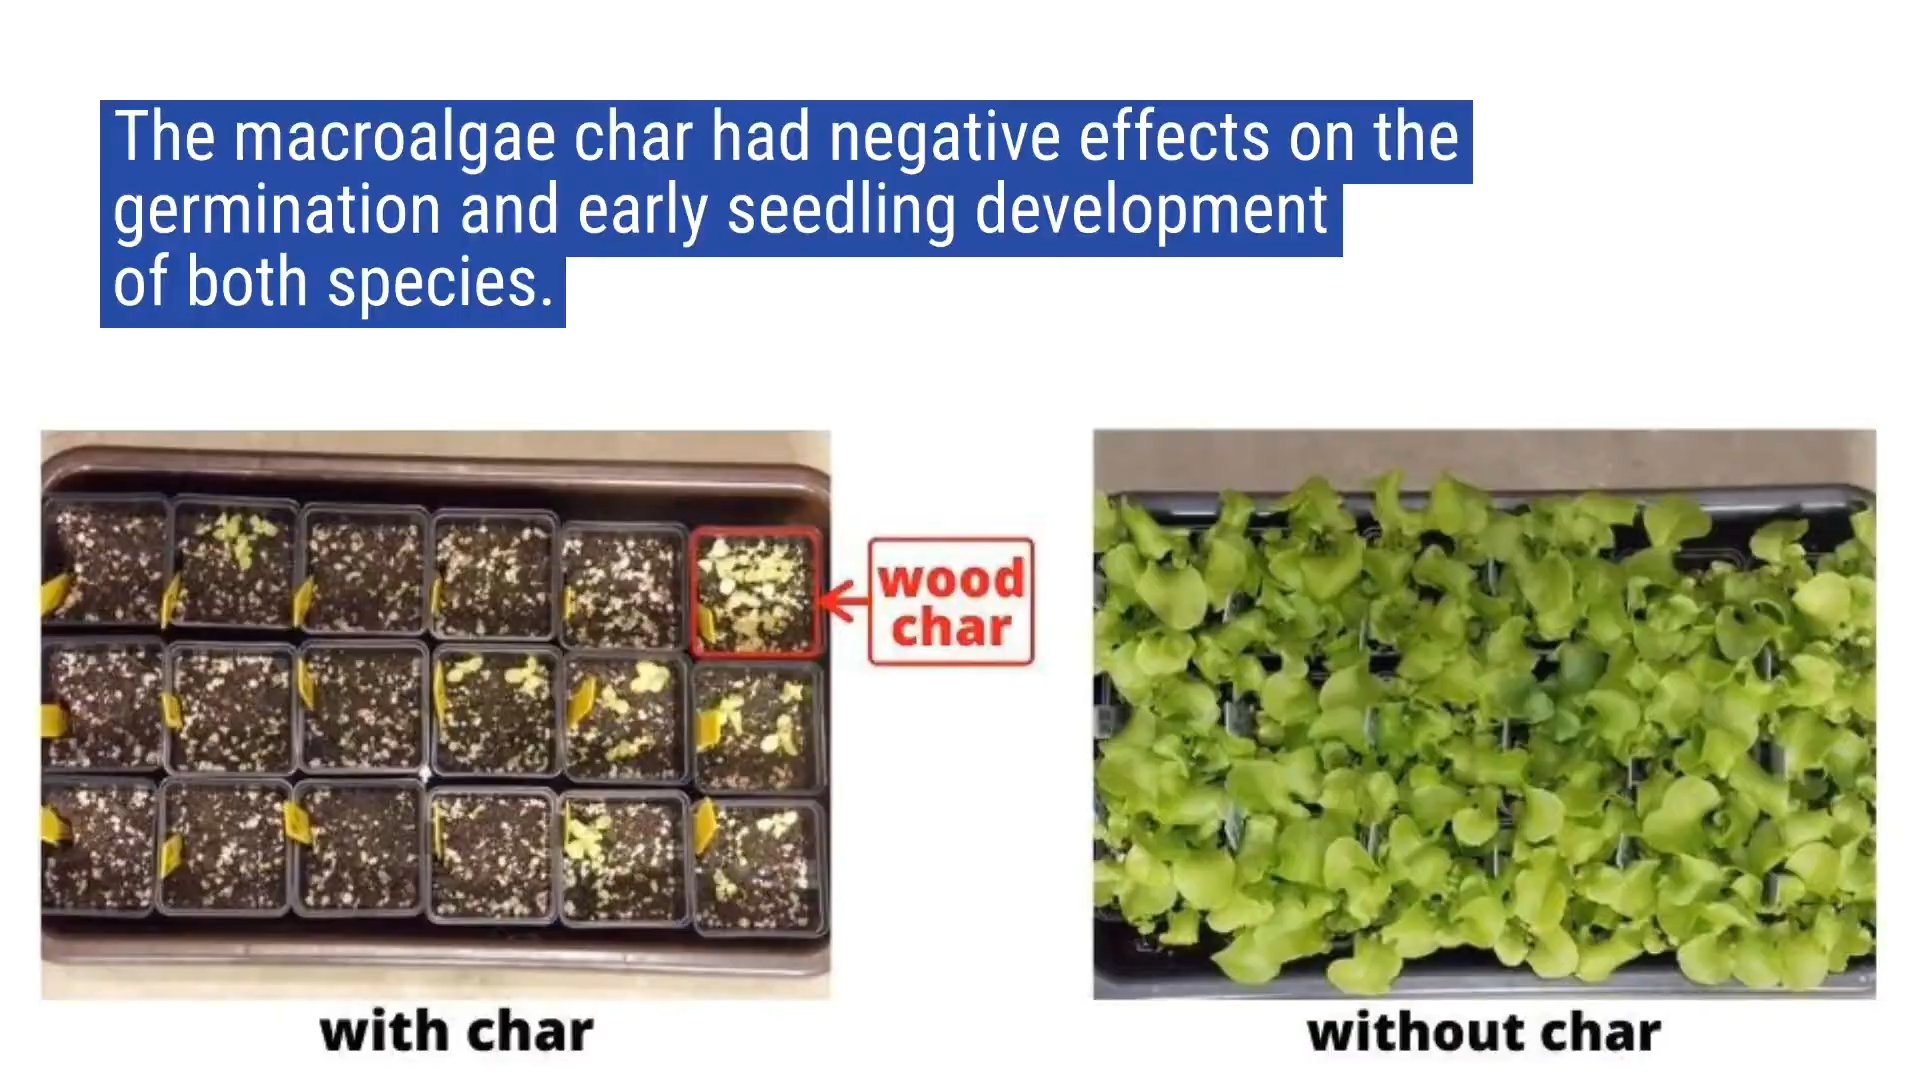 The macroalgae char had negative effects on the
germination and early seedling development
of both species.
wood
char
with char
without char